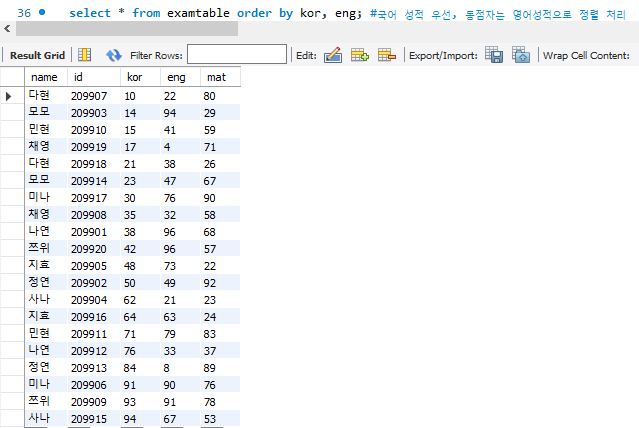 36 select * from examtable order by kor, eng; #국어 성적 우선, 동점자는 영어성적으로 정렬 처리
Result Grid Filter Rows: Edit: Export/Import: Wrap Cell Content:
name id kor eng mat
다현 209907 10 22 80
모모 209903 14 94 29
민현 209910 15 41 59
채영 209919 17 4 71
다현 209918 21 38 26
모모 209914 23 47 67
미나 209917 30 76 90
채영 209908 35 32 58
나연 209901 38 96 68
쯔위 209920 42 96 57
지효 209905 48 73 22
정연 209902 50 49 92
사나 209904 62 21 23
지효 209916 64 63 24
민현 209911 71 79 83
나연 209912 76 33 37
정연 209913 84 8 89
미나 209906 91 90 76
쯔위 209909 93 91 78
사나 209915 94 67 53